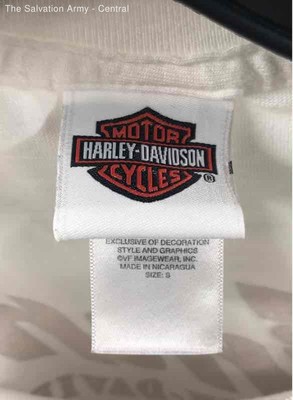 The Salvation Army - Central
MOTOR
HARLEY-DAVIDSON
CYCLES
®
EXCLUSIVE OF DECORATION
STYLE AND GRAPHICS
©VF IMAGEWEAR, INC.
MADE IN NICARAGUA
SIZE: S